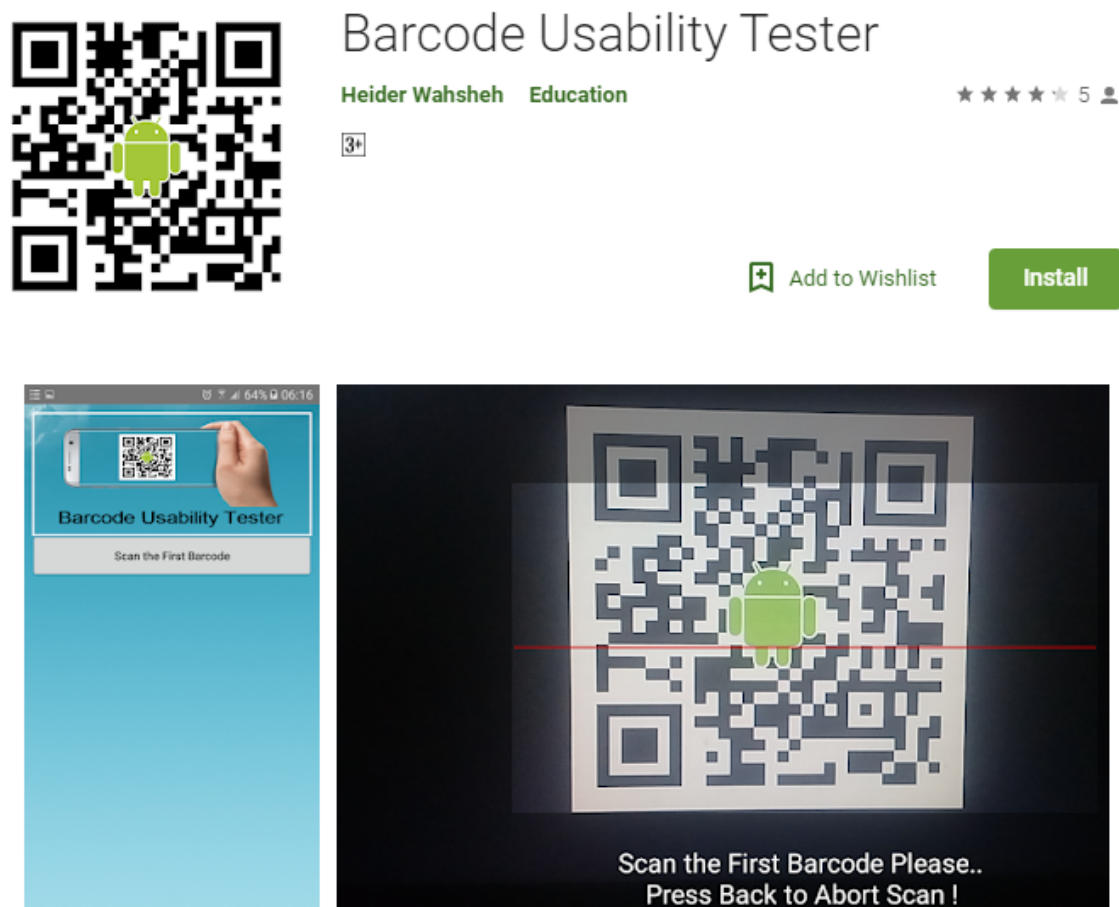 Barcode Usability Tester
Heider Wahsheh Education
5
3+
Add to Wishlist
Install
64% 06:16
Barcode Usability Tester
Scan the First Barcode
Scan the First Barcode Please..
Press Back to Abort Scan !